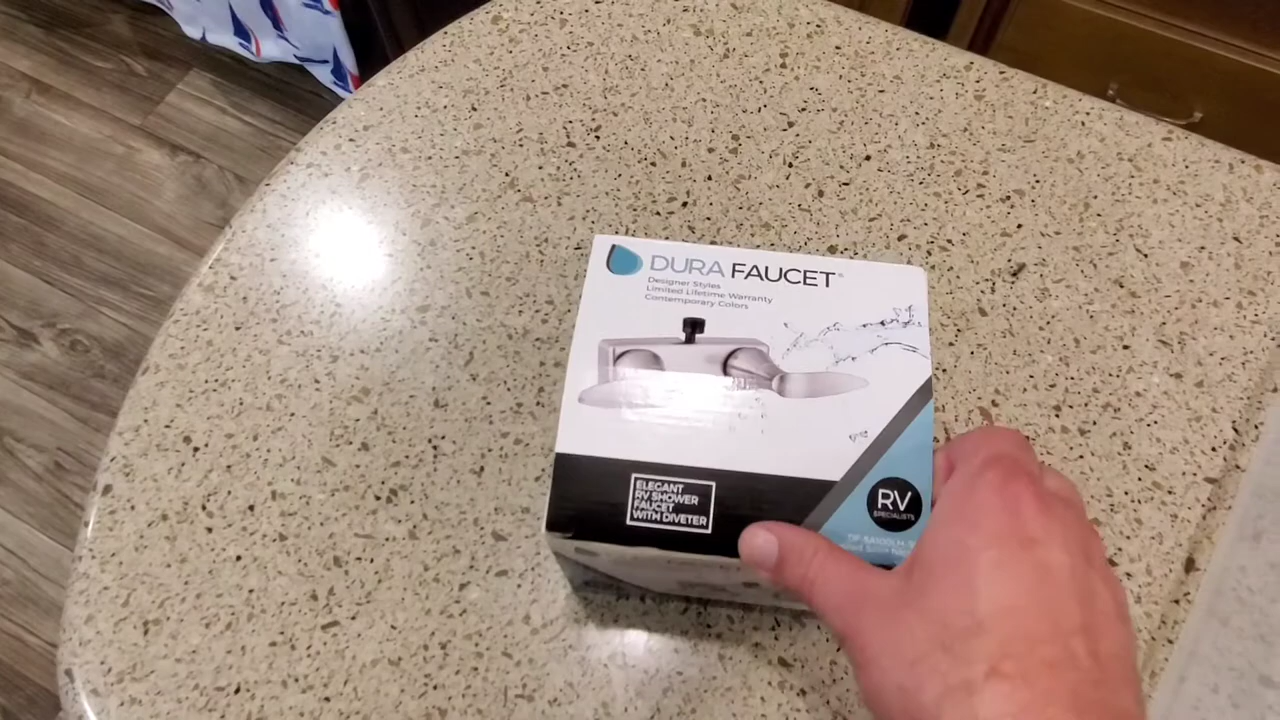 DURA FAUCET®
Designer Styles
Limited Lifetime Warranty
Contemporary Colors
ELEGANT
RV SHOWER
FAUCET
WITH DIVETER
RV
SPECIALISTS